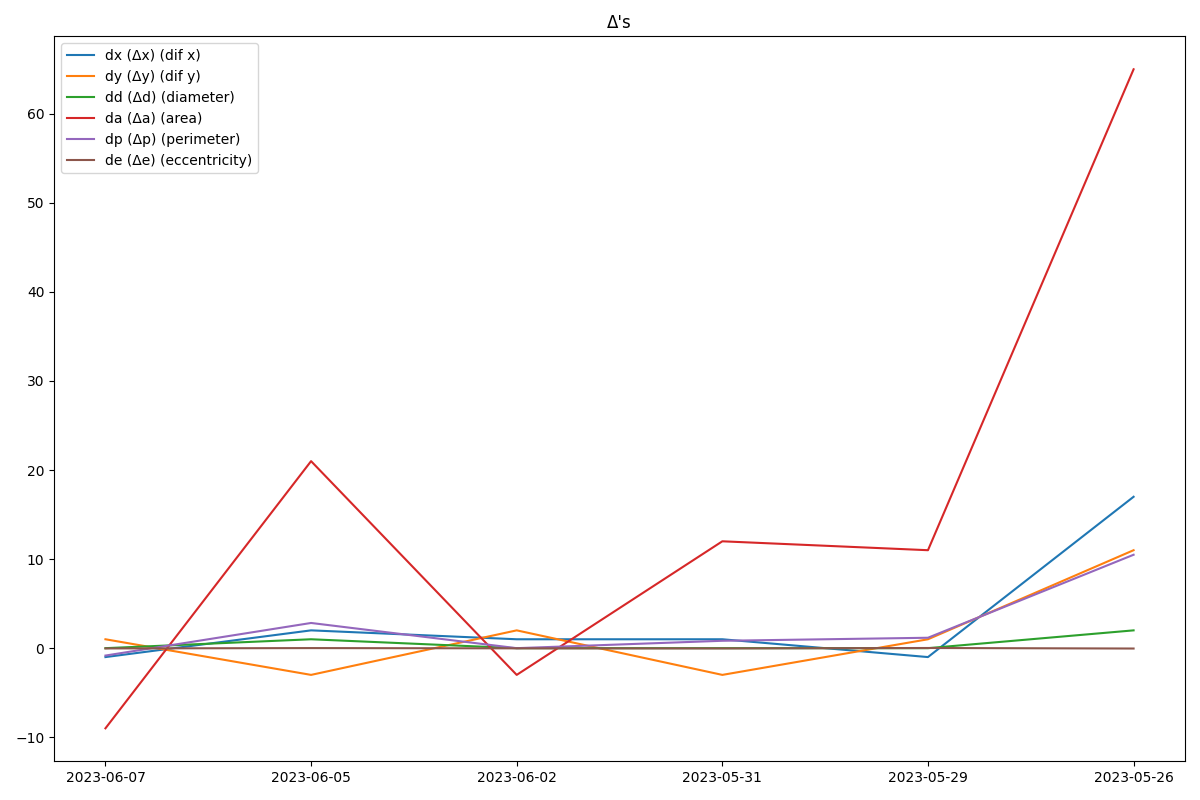 Δ's
dx (Δx) (dif x)
dy (Δy) (dif y)
dd (Δd) (diameter)
da (Δa) (area)
dp (Δp) (perimeter)
de (Δe) (eccentricity)
60
50
40
30
20
10
0
−10
2023-06-07 2023-06-05 2023-06-02 2023-05-31 2023-05-29 2023-05-26